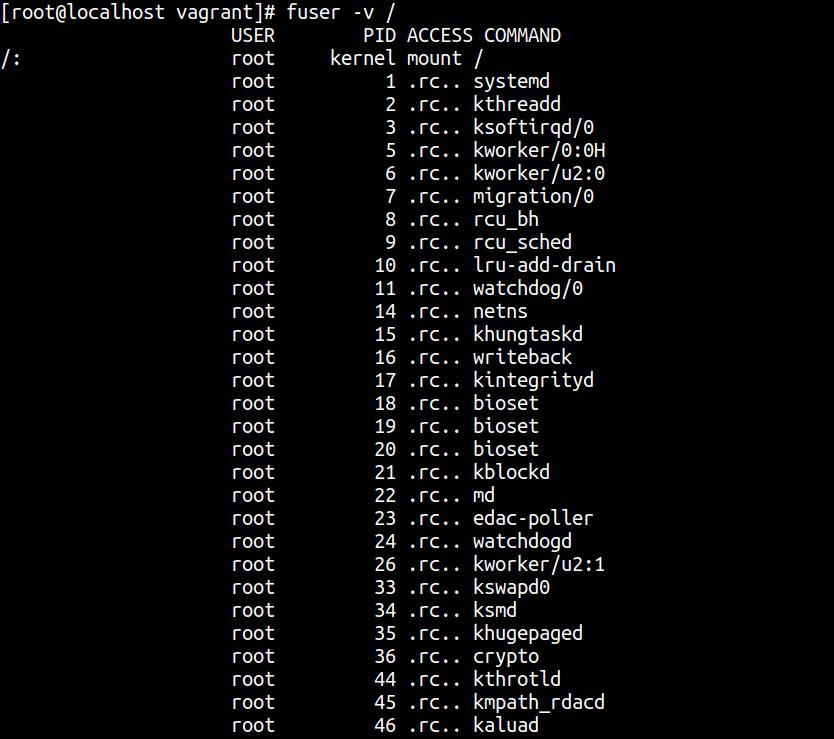 [root@localhost vagrant]# fuser -v /
                     USER        PID ACCESS COMMAND
/:                   root     kernel mount /
                     root          1 .rc.. systemd
                     root          2 .rc.. kthreadd
                     root          3 .rc.. ksoftirqd/0
                     root          5 .rc.. kworker/0:0H
                     root          6 .rc.. kworker/u2:0
                     root          7 .rc.. migration/0
                     root          8 .rc.. rcu_bh
                     root          9 .rc.. rcu_sched
                     root         10 .rc.. lru-add-drain
                     root         11 .rc.. watchdog/0
                     root         14 .rc.. netns
                     root         15 .rc.. khungtaskd
                     root         16 .rc.. writeback
                     root         17 .rc.. kintegrityd
                     root         18 .rc.. bioset
                     root         19 .rc.. bioset
                     root         20 .rc.. bioset
                     root         21 .rc.. kblockd
                     root         22 .rc.. md
                     root         23 .rc.. edac-poller
                     root         24 .rc.. watchdogd
                     root         26 .rc.. kworker/u2:1
                     root         33 .rc.. kswapd0
                     root         34 .rc.. ksmd
                     root         35 .rc.. khugepaged
                     root         36 .rc.. crypto
                     root         44 .rc.. kthrotld
                     root         45 .rc.. kmpath_rdacd
                     root         46 .rc.. kaluad